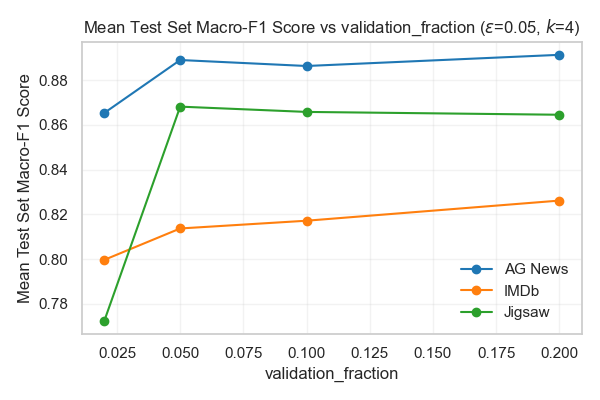 Mean Test Set Macro-F1 Score vs validation_fraction (ε=0.05, k=4)
Mean Test Set Macro-F1 Score
0.88
0.86
0.84
0.82
0.80
0.78
AG News
IMDb
Jigsaw
0.025 0.050 0.075 0.100 0.125 0.150 0.175 0.200
validation_fraction